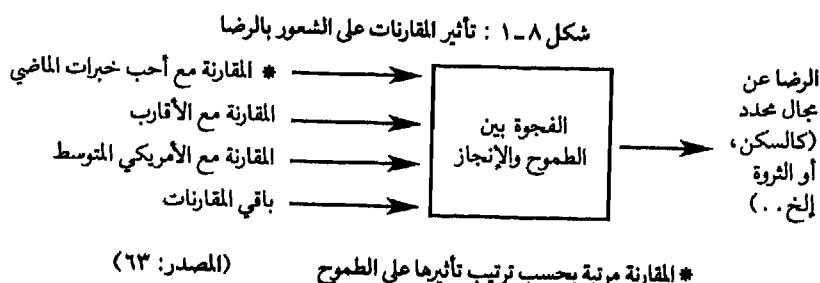 شكل ٨ــ١ : تأثير المقارنات على الشعور بالرضا
* المقارنة مع أحب خبرات الماضي
المقارنة مع الأقارب
المقارنة مع الأمريكي المتوسط
باقي المقارنات
الفجوة بين
الطموح والإنجاز
الرضا عن
مجال محدد
(كالسكن،
أو الثروة
إلخ . . )
* المقارنة مرتبة بحسب ترتيب تأثيرها على الطموح
(المصدر: ٦٣)